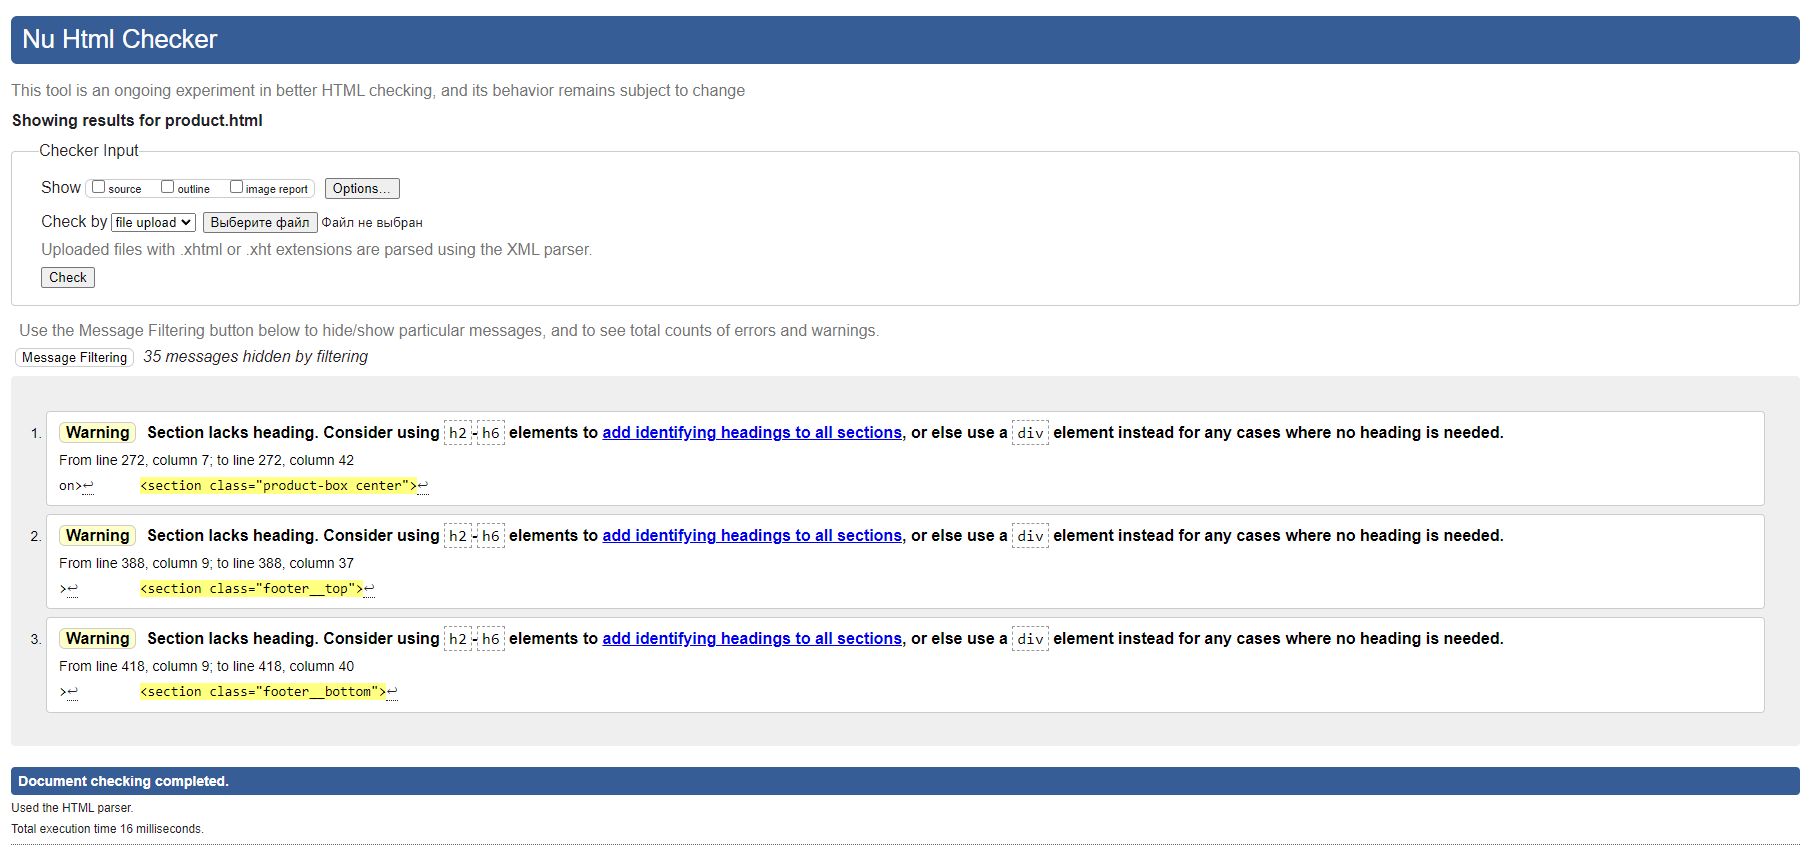 Nu Html Checker
This tool is an ongoing experiment in better HTML checking, and its behavior remains subject to change
Showing results for product.html
Checker Input
Show source outline image report Options...
Check by file upload Выберите файл Файл не выбран
Uploaded files with .xhtml or .xht extensions are parsed using the XML parser.
Check
Use the Message Filtering button below to hide/show particular messages, and to see total counts of errors and warnings.
Message Filtering 35 messages hidden by filtering
1. Warning Section lacks heading. Consider using h2-h6 elements to add identifying headings to all sections, or else use a div element instead for any cases where no heading is needed.
From line 272, column 7; to line 272, column 42
on>↩ <section class="product-box center">↩
2. Warning Section lacks heading. Consider using h2-h6 elements to add identifying headings to all sections, or else use a div element instead for any cases where no heading is needed.
From line 388, column 9; to line 388, column 37
>↩ <section class="footer__top">↩
3. Warning Section lacks heading. Consider using h2-h6 elements to add identifying headings to all sections, or else use a div element instead for any cases where no heading is needed.
From line 418, column 9; to line 418, column 40
>↩ <section class="footer__bottom">↩
Document checking completed.
Used the HTML parser.
Total execution time 16 milliseconds.